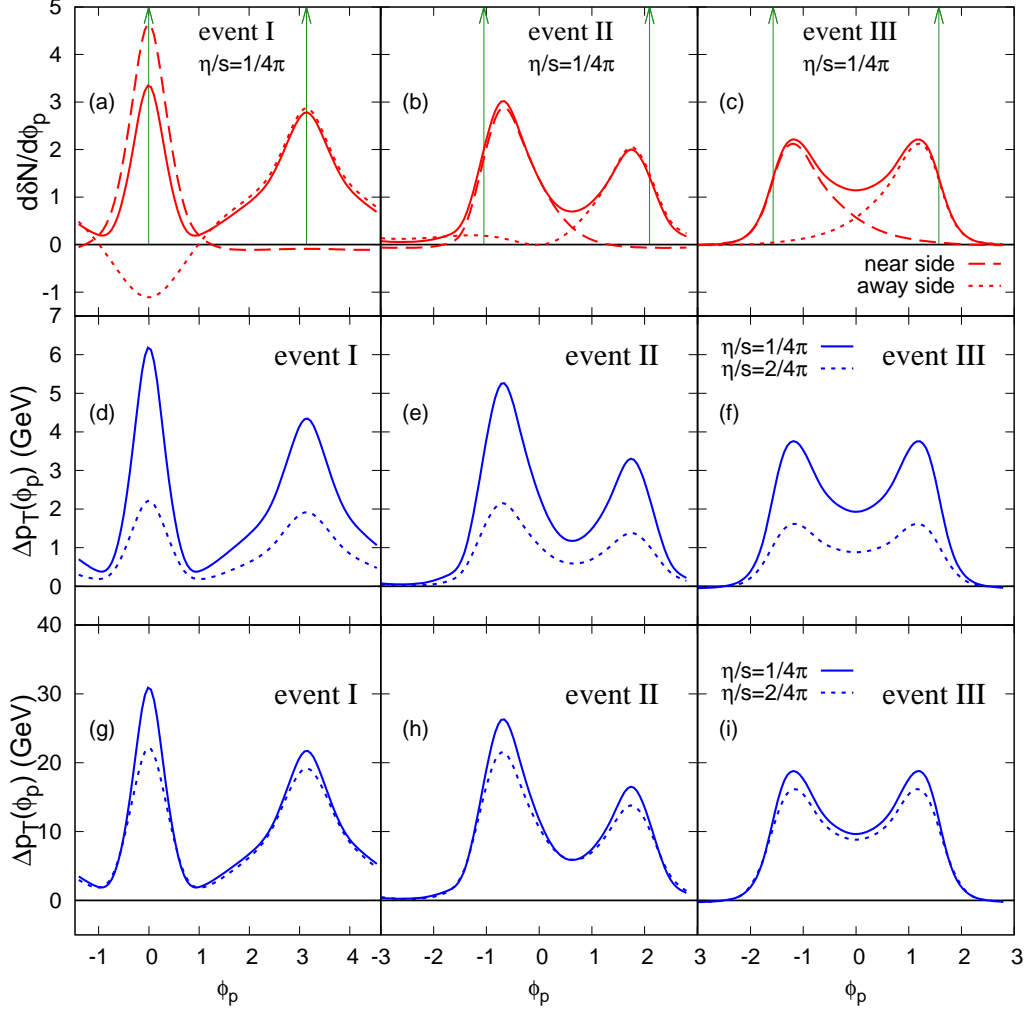 5
4
3
2
1
0
-1
dδN/dφp
event I
η/s=1/4π
(a)
event II
η/s=1/4π
(b)
event III
η/s=1/4π
(c)
near side
away side
7
6
5
4
3
2
1
0
ΔpT(φp) (GeV)
event I
(d)
event II
(e)
η/s=1/4π
η/s=2/4π
event III
(f)
40
30
20
10
0
ΔpT(φp) (GeV)
event I
(g)
event II
(h)
η/s=1/4π
η/s=2/4π
event III
(i)
-1 0 1 2 3 4 -3 -2 -1 0 1 2 3 -2 -1 0 1 2 3
φp φp φp